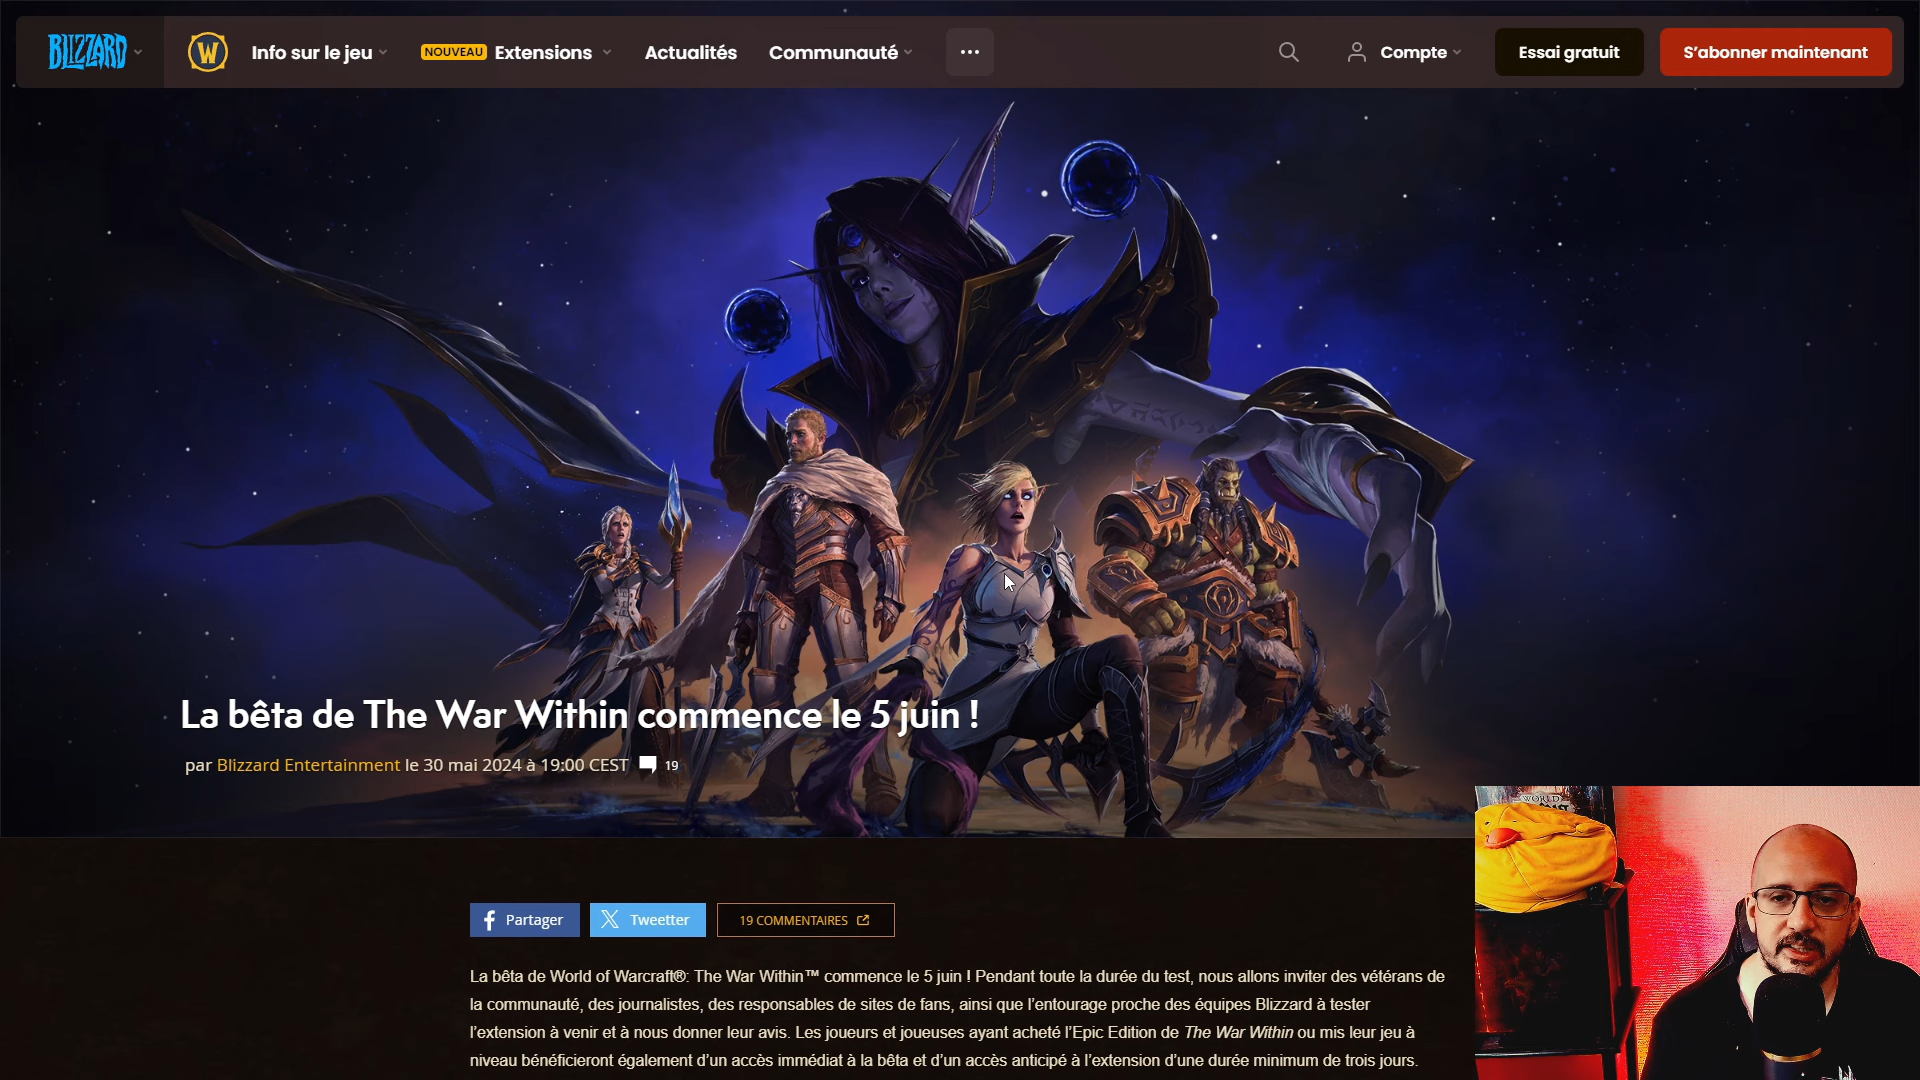 BLIZZARD
W
Info sur le jeu
NOUVEAU Extensions
Actualités
Communauté
Compte
Essai gratuit
S’abonner maintenant
La bêta de The War Within commence le 5 juin !
par Blizzard Entertainment le 30 mai 2024 à 19:00 CEST 19
WORLD
Partager
Tweetter
19 COMMENTAIRES
La bêta de World of Warcraft®: The War Within™ commence le 5 juin ! Pendant toute la durée du test, nous allons inviter des vétérans de
la communauté, des journalistes, des responsables de sites de fans, ainsi que l’entourage proche des équipes Blizzard à tester
l’extension à venir et à nous donner leur avis. Les joueurs et joueuses ayant acheté l’Epic Edition de The War Within ou mis leur jeu à
niveau bénéficieront également d’un accès immédiat à la bêta et d’un accès anticipé à l’extension d’une durée minimum de trois jours.